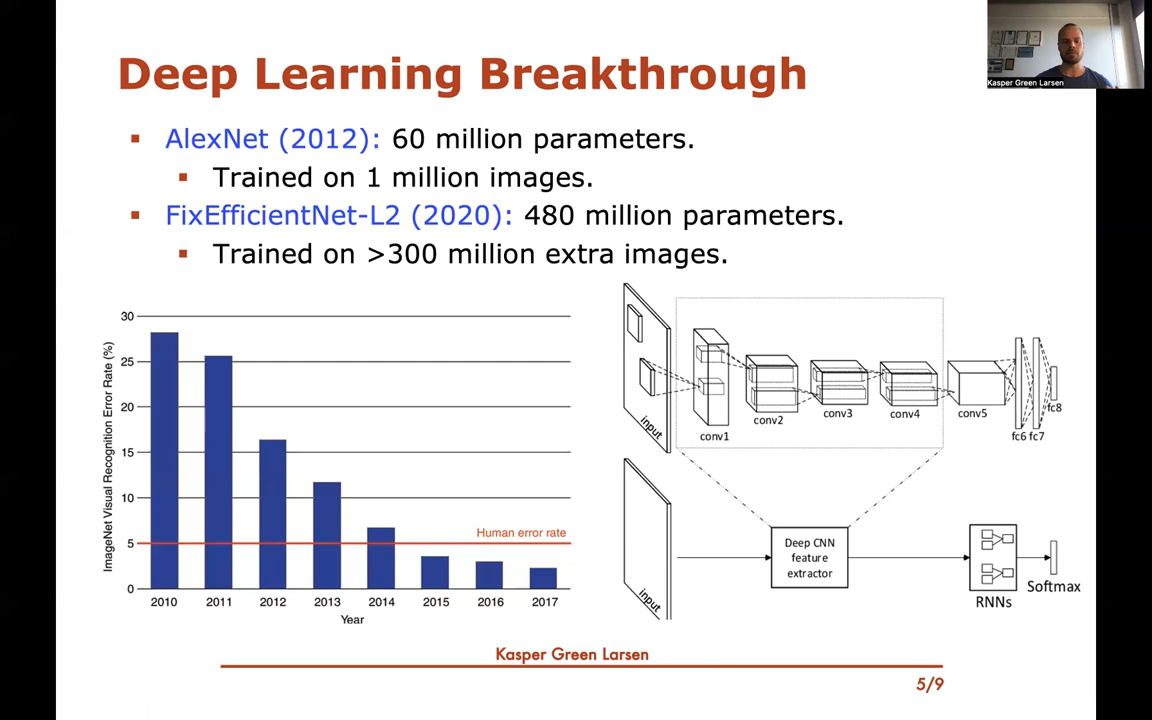 Deep Learning Breakthrough
Kasper Green Larsen
▪ AlexNet (2012): 60 million parameters.
▪ Trained on 1 million images.
▪ FixEfficientNet-L2 (2020): 480 million parameters.
▪ Trained on >300 million extra images.
ImageNet Visual Recognition Error Rate (%)
30
25
20
15
10
5
0
Human error rate
2010 2011 2012 2013 2014 2015 2016 2017
Year
input
conv1
conv2
conv3
conv4
conv5
fc6 fc7
fc8
input
Deep CNN
feature
extractor
RNNs
Softmax
Kasper Green Larsen
5/9